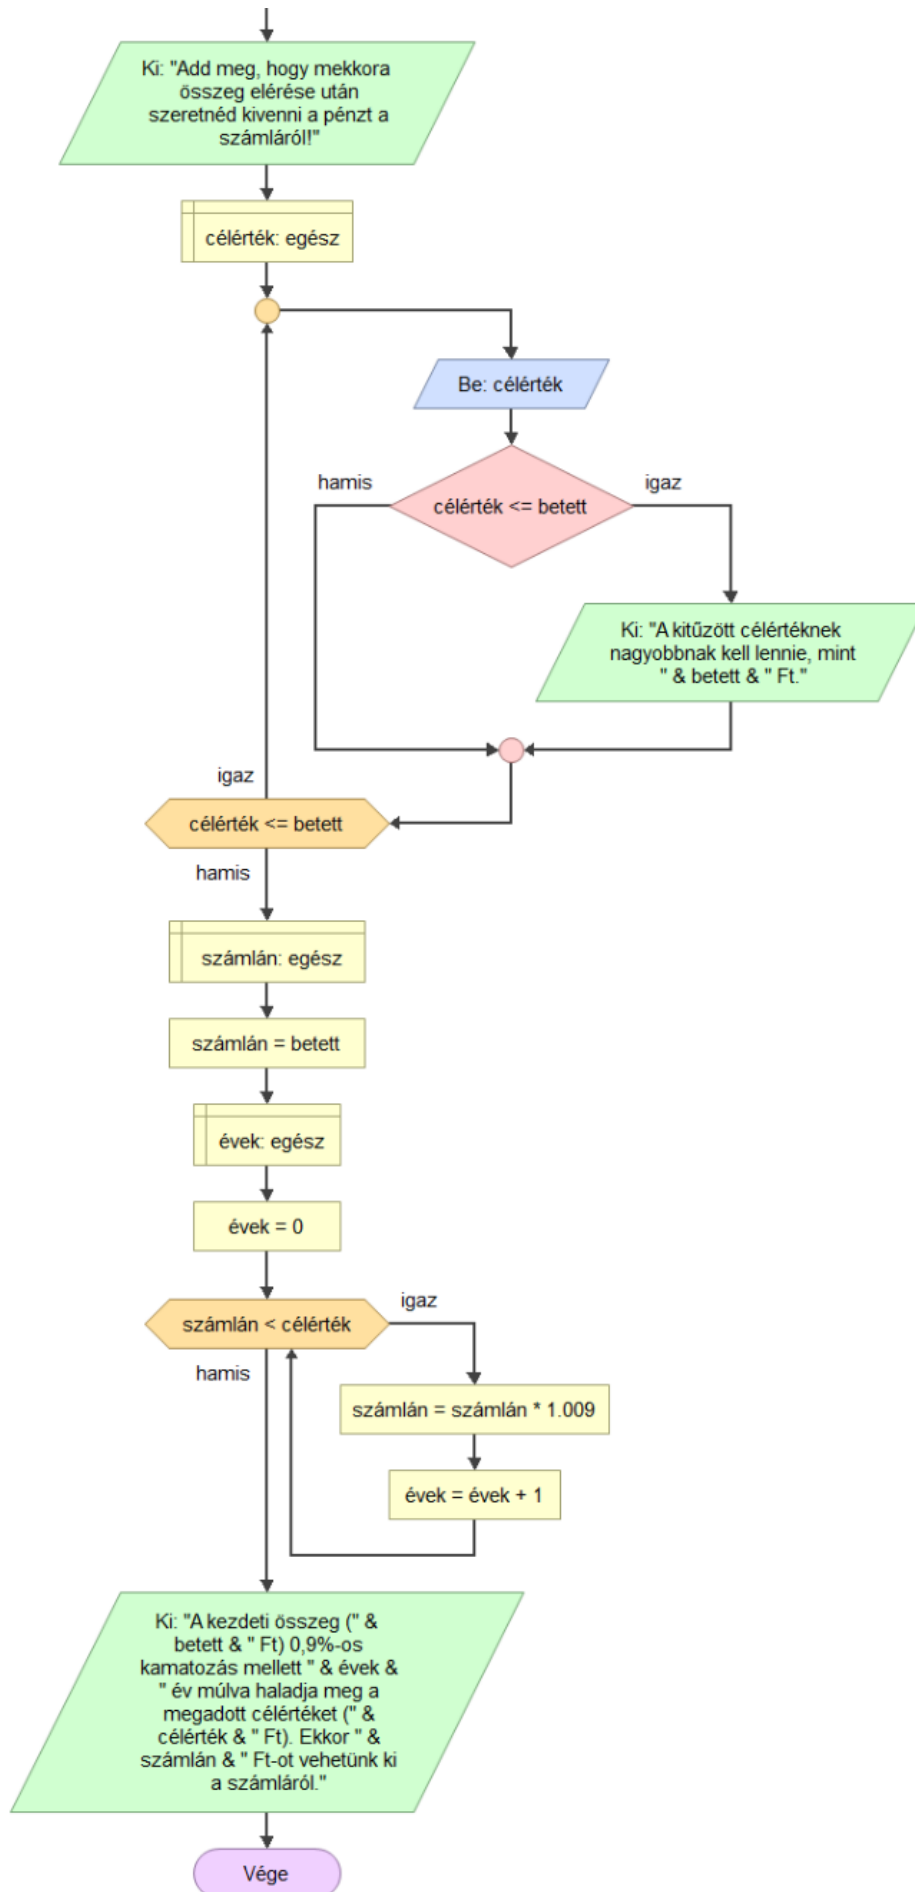 Ki: "Add meg, hogy mekkora
összeg elérése után
szeretnéd kivenni a pénzt a
számláról!"
célérték: egész
Be: célérték
hamis
igaz
célérték <= betett
Ki: "A kitűzött célértéknek
nagyobbnak kell lennie, mint
" & betett & " Ft."
igaz
célérték <= betett
hamis
számlán: egész
számlán = betett
évek: egész
évek = 0
igaz
számlán < célérték
hamis
számlán = számlán * 1.009
évek = évek + 1
Ki: "A kezdeti összeg (" &
betett & " Ft) 0,9%-os
kamatozás mellett " & évek &
" év múlva haladja meg a
megadott célértéket (" &
célérték & " Ft). Ekkor " &
számlán & " Ft-ot vehetünk ki
a számláról."
Vége